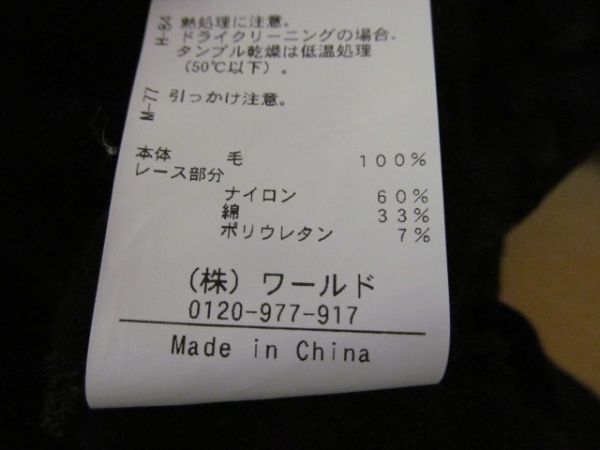 H-84 熱処理に注意。
ドライクリーニングの場合、
タンブル乾燥は低温処理
(50℃以下)。
M-77 引っかけ注意。
本体 毛 100%
レース部分
ナイロン 60%
綿 33%
ポリウレタン 7%
(株) ワールド
0120-977-917
Made in China